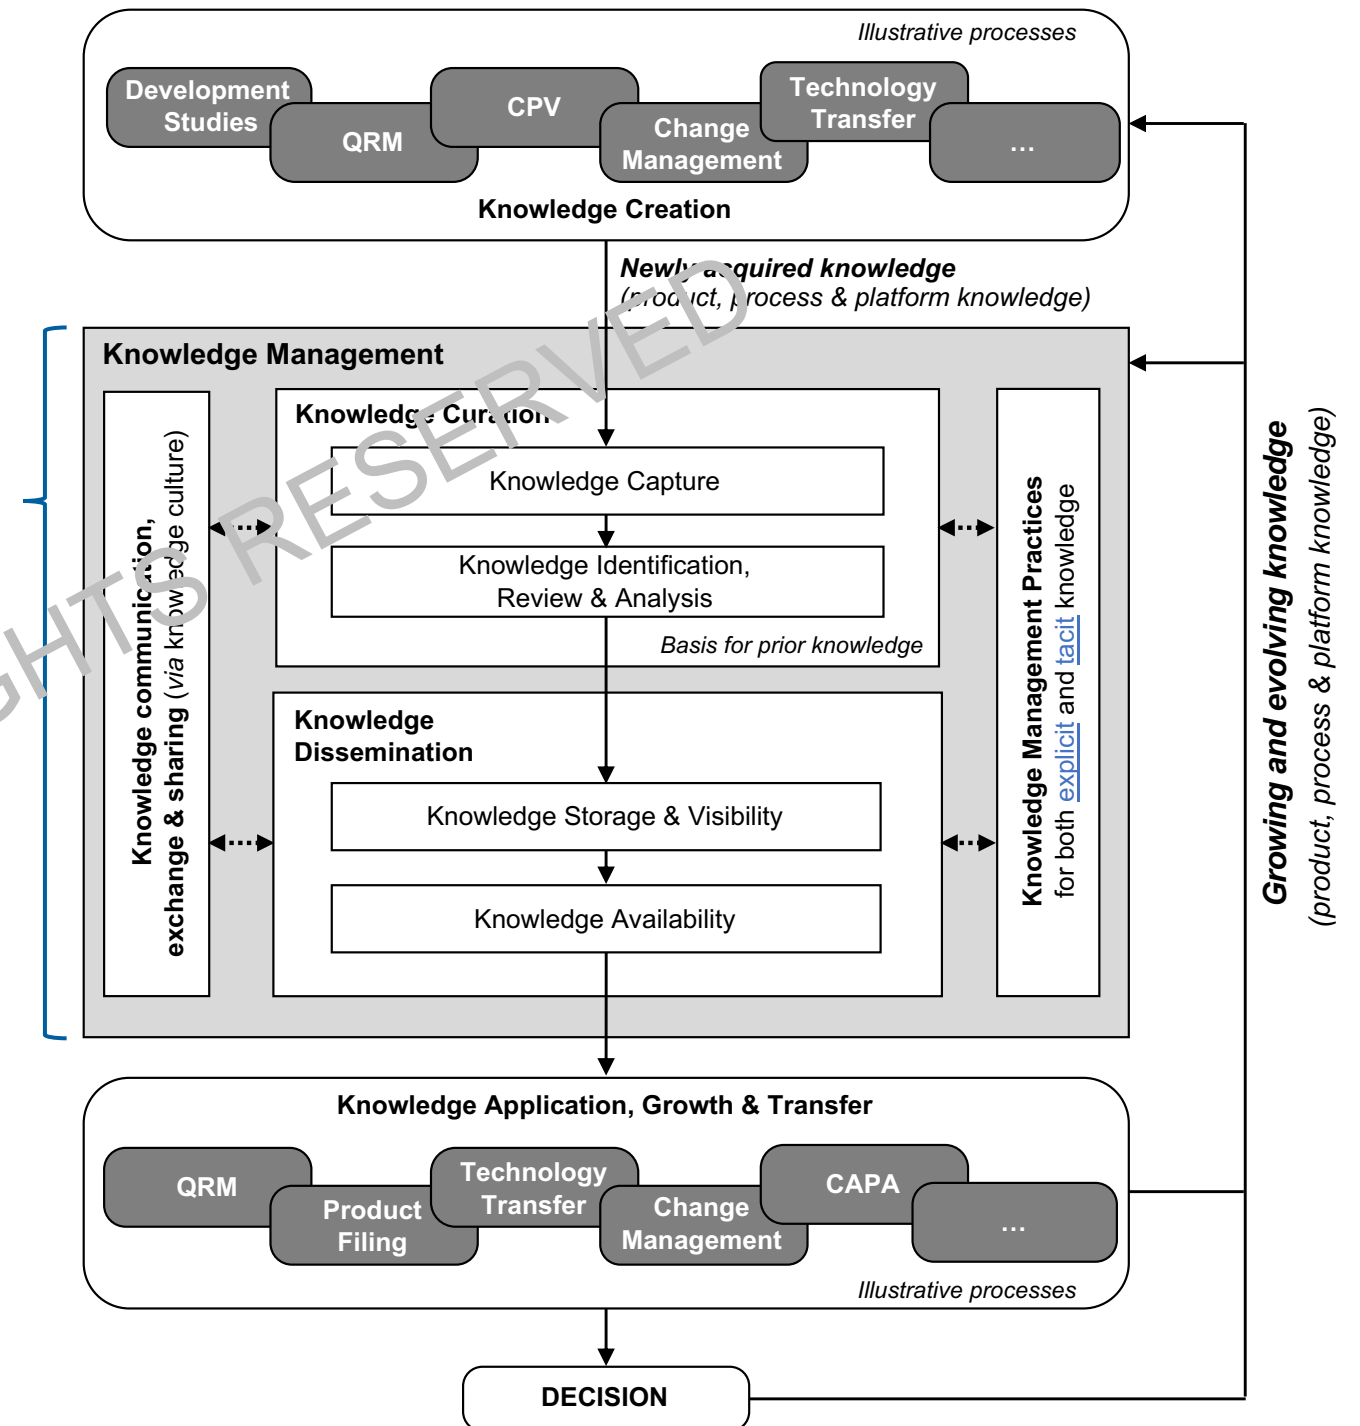 Illustrative processes
Development
Studies
QRM
CPV
Change
Management
Technology
Transfer
...
Knowledge Creation
Newly acquired knowledge
(product, process & platform knowledge)
Knowledge Management
Knowledge communication,
exchange & sharing (via knowledge culture)
Knowledge Curation
Knowledge Capture
Knowledge Identification,
Review & Analysis
Basis for prior knowledge
Knowledge
Dissemination
Knowledge Storage & Visibility
Knowledge Availability
Knowledge Management Practices
for both explicit and tacit knowledge
Growing and evolving knowledge
(product, process & platform knowledge)
Knowledge Application, Growth & Transfer
QRM
Product
Filing
Technology
Transfer
Change
Management
CAPA
...
Illustrative processes
DECISION
GHTS RESERVED